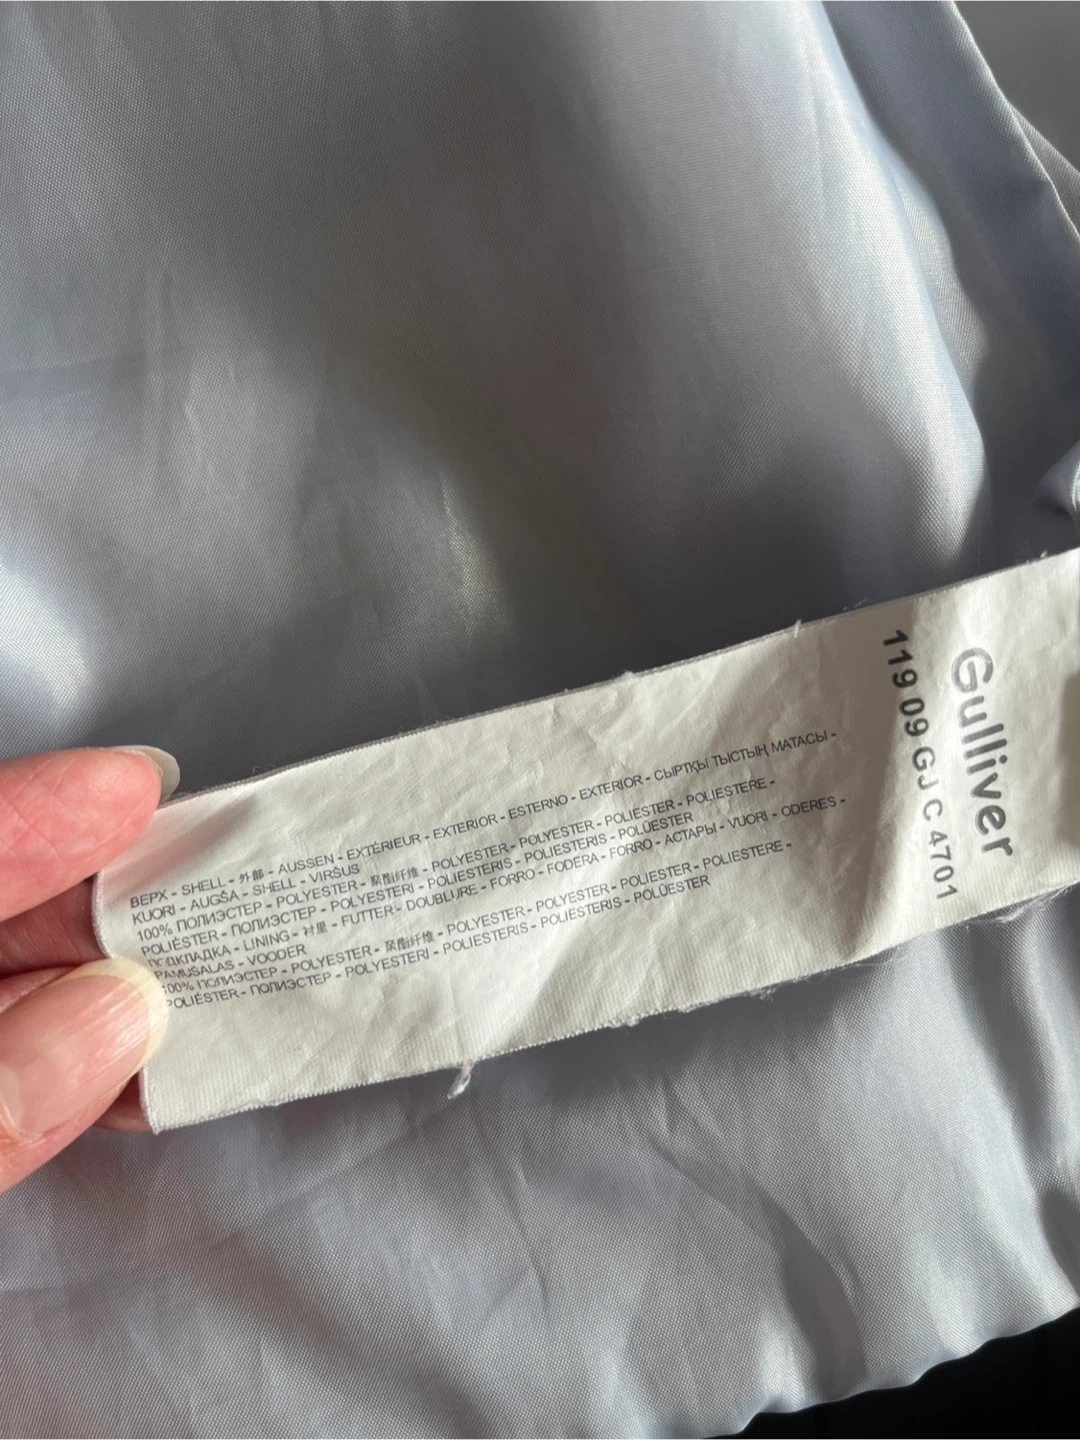 Gulliver
119 09 GJ C 4701
ВЕРХ - SHELL - 外部 - AUSSEN - EXTÉRIEUR - EXTERIOR - ESTERNO - EXTERIOR - СЫРТҚЫ ТЫСТЫҢ МАТАСЫ -
KUORI - AUGŠA - SHELL - VIRŠUS
100% ПОЛИЭСТЕР - POLYESTER - 聚酯纤维 - POLYESTER - POLYESTER - POLIESTER - POLIESTERE -
POLIÉSTER - ПОЛИЭСТЕР - POLYESTERI - POLIESTERIS - POLIESTERIS - POLÜESTER
ПОДКЛАДКА - LINING - 衬里 - FUTTER - DOUBLURE - FORRO - FODERA - FORRO - АСТАРЫ - VUORI - ODERES -
PAMUŠALAS - VOODER
100% ПОЛИЭСТЕР - POLYESTER - 聚酯纤维 - POLYESTER - POLYESTER - POLIESTER - POLIESTERE -
POLIÉSTER - ПОЛИЭСТЕР - POLYESTERI - POLIESTERIS - POLIESTERIS - POLÜESTER